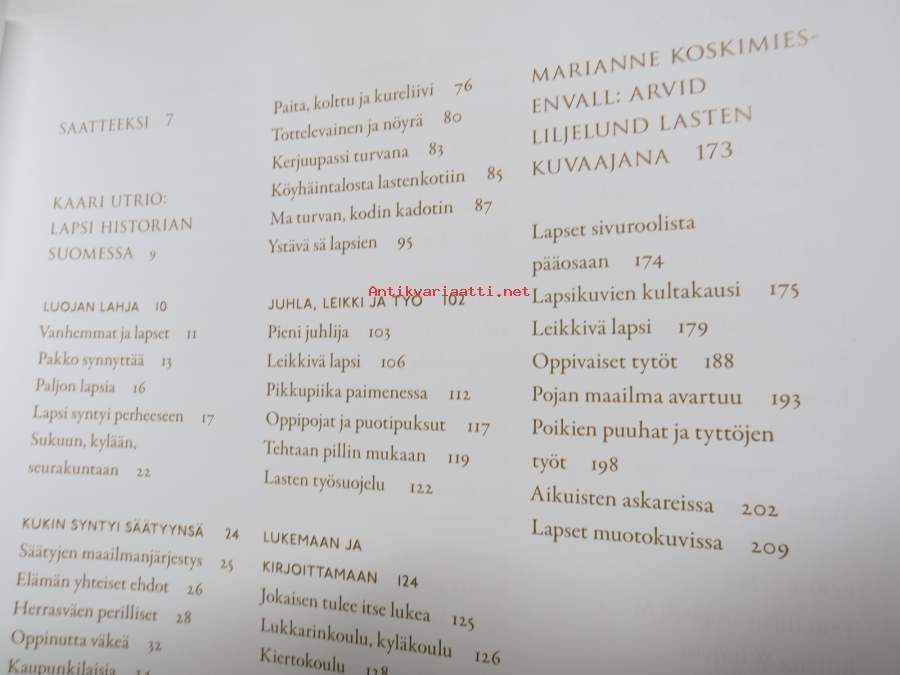 SAATTEEKSI 7
KAARI UTRIO:
LAPSI HISTORIAN
SUOMESSA 9
LUOJAN LAHJA 10
Vanhemmat ja lapset 11
Pakko synnyttää 13
Paljon lapsia 16
Lapsi syntyi perheeseen 17
Sukuun, kylään,
seurakuntaan 22
KUKIN SYNTYI SÄÄTYYNSÄ 24
Säätyjen maailmanjärjestys 25
Elämän yhteiset ehdot 26
Herrasväen perilliset 28
Oppinutta väkeä 32
Kaupunkilaisia
Paita, kolttu ja kureliivi 76
Tottelevainen ja nöyrä 80
Kerjuupassi turvana 83
Köyhäintalosta lastenkotiin 85
Ma turvan, kodin kadotin 87
Ystävä sä lapsien 95
JUHLA, LEIKKI JA TYÖ 102
Pieni juhlija 103
Leikkivä lapsi 106
Pikkupiika paimenessa 112
Oppipojat ja puotipuksut 117
Tehtaan pillin mukaan 119
Lasten työsuojelu 122
LUKEMAAN JA
KIRJOITTAMAAN 124
Jokaisen tulee itse lukea 125
Lukkarinkoulu, kyläkoulu 126
Kiertokoulu 128
MARIANNE KOSKIMIES-
ENVALL: ARVID
LILJELUND LASTEN
KUVAAJANA 173
Lapset sivuroolista
pääosaan 174
Lapsikuvien kultakausi 175
Leikkivä lapsi 179
Oppivaiset tytöt 188
Pojan maailma avartuu 193
Poikien puuhat ja tyttöjen
työt 198
Aikuisten askareissa 202
Lapset muotokuvissa 209
Antikvariaatti.net